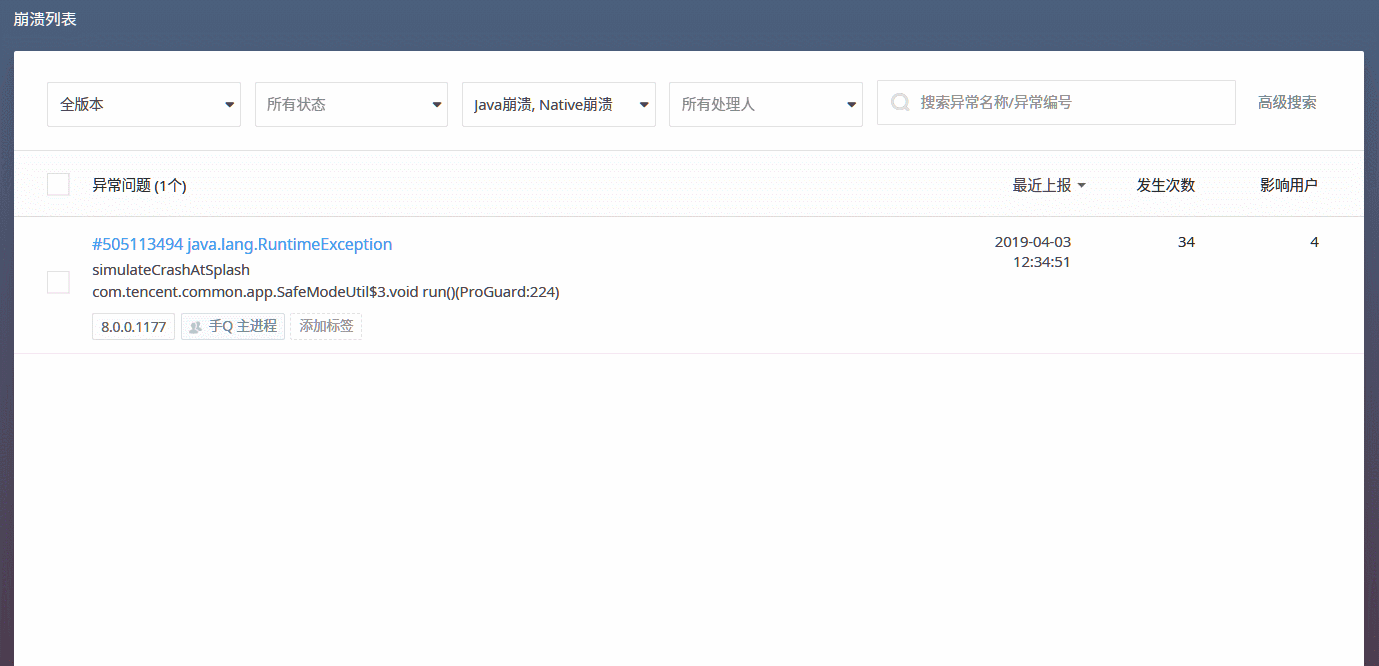 崩溃列表
全版本 所有状态 Java崩溃, Native崩溃 所有处理人 搜索异常名称/异常编号 高级搜索
异常问题 (1个) 最近上报 发生次数 影响用户
#505113494 java.lang.RuntimeException 2019-04-03 34 4
12:34:51
simulateCrashAtSplash
com.tencent.common.app.SafeModeUtil$3.void run()(ProGuard:224)
8.0.0.1177 手Q 主进程 添加标签